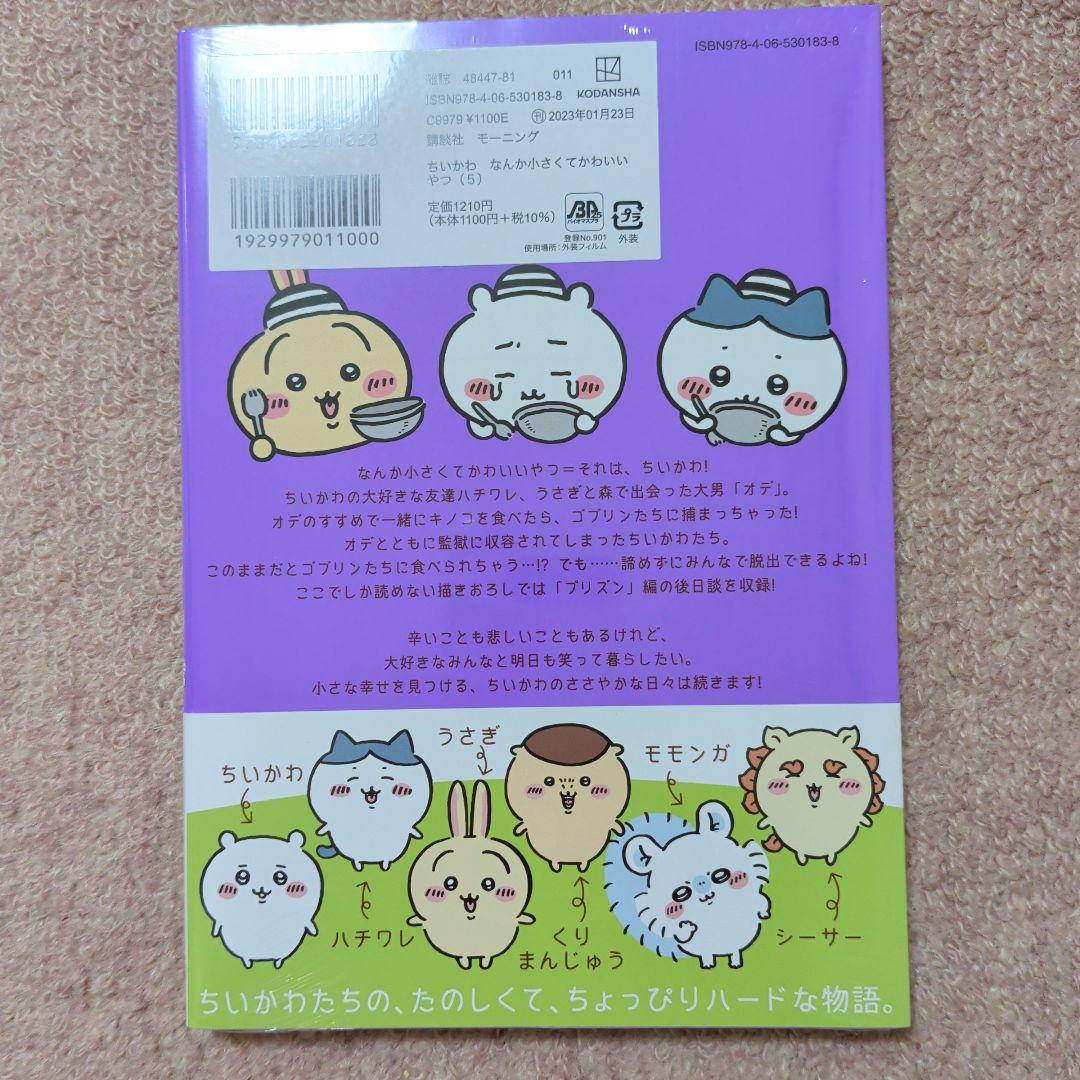 ISBN978-4-06-530183-8
雑誌 48447-81 011
ISBN978-4-06-530183-8 KODANSHA
C9979 ¥1100E ㊞2023年01月23日
講談社 モーニング
ちいかわ なんか小さくてかわいい
やつ（5）
定価1210円
（本体1100円＋税10%）
1929979011000
BP
25
バイオマスプラ
登録No.901
使用場所：外装フィルム
プラ
外装
なんか小さくてかわいいやつ＝それは、ちいかわ!
ちいかわの大好きな友達ハチワレ、うさぎと森で出会った大男「オデ」。
オデのすすめで一緒にキノコを食べたら、ゴブリンたちに捕まっちゃった!
オデとともに監獄に収容されてしまったちいかわたち。
このままだとゴブリンたちに食べられちゃう…!? でも……諦めずにみんなで脱出できるよね!
ここでしか読めない描きおろしでは「プリズン」編の後日談を収録!
辛いことも悲しいこともあるけれど、
大好きなみんなと明日も笑って暮らしたい。
小さな幸せを見つける、ちいかわのささやかな日々は続きます!
うさぎ
モモンガ
ちいかわ
ハチワレ
くり
まんじゅう
シーサー
ちいかわたちの、たのしくて、ちょっぴりハードな物語。